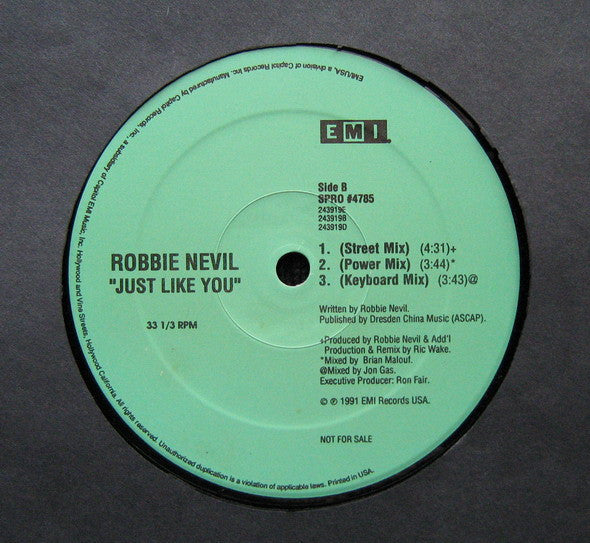 EMI
Side B
SPRO #4785
243919E
243919B
243919D
1. (Street Mix) (4:31)+
2. (Power Mix) (3:44)*
3. (Keyboard Mix) (3:43)@
ROBBIE NEVIL
"JUST LIKE YOU"
33 1/3 RPM
Written by Robbie Nevil.
Published by Dresden China Music (ASCAP).
+Produced by Robbie Nevil & Add'l
Production & Remix by Ric Wake.
*Mixed by Brian Malouf.
@Mixed by Jon Gas.
Executive Producer: Ron Fair.
© ℗ 1991 EMI Records USA.
NOT FOR SALE
EMI/USA, a division of Capitol Records Inc. Manufactured by Capitol Records, Inc., a subsidiary of Capitol EMI Music, Inc. Hollywood and Vine Streets, Hollywood California. All rights reserved. Unauthorized duplication is a violation of applicable laws. Printed in USA.